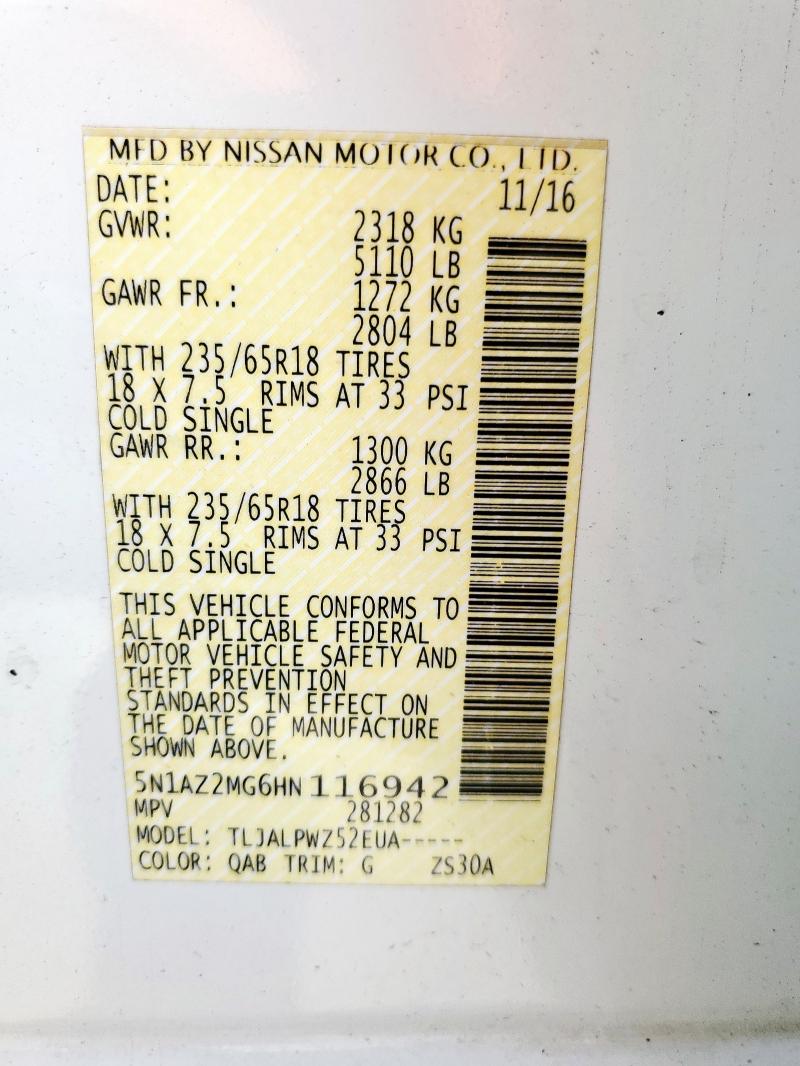 MFD BY NISSAN MOTOR CO., LTD.
DATE: 11/16
GVWR: 2318 KG
5110 LB
GAWR FR.: 1272 KG
2804 LB
WITH 235/65R18 TIRES
18 X 7.5 RIMS AT 33 PSI
COLD SINGLE
GAWR RR.: 1300 KG
2866 LB
WITH 235/65R18 TIRES
18 X 7.5 RIMS AT 33 PSI
COLD SINGLE
THIS VEHICLE CONFORMS TO
ALL APPLICABLE FEDERAL
MOTOR VEHICLE SAFETY AND
THEFT PREVENTION
STANDARDS IN EFFECT ON
THE DATE OF MANUFACTURE
SHOWN ABOVE.
5N1AZ2MG6HN116942
MPV 281282
MODEL: TLJALPWZ52EUA-----
COLOR: QAB TRIM: G ZS30A